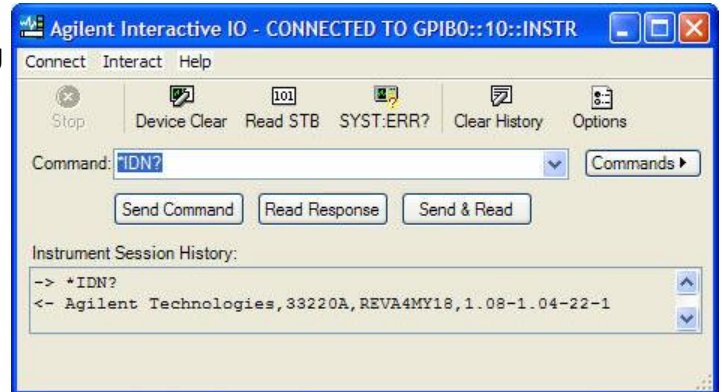 Agilent Interactive IO - CONNECTED TO GPIB0::10::INSTR
Connect Interact Help
Stop Device Clear Read STB SYST:ERR? Clear History Options
Command: *IDN? Commands
Send Command Read Response Send & Read
Instrument Session History:
-> *IDN?
<- Agilent Technologies,33220A,REVA4MY18,1.08-1.04-22-1